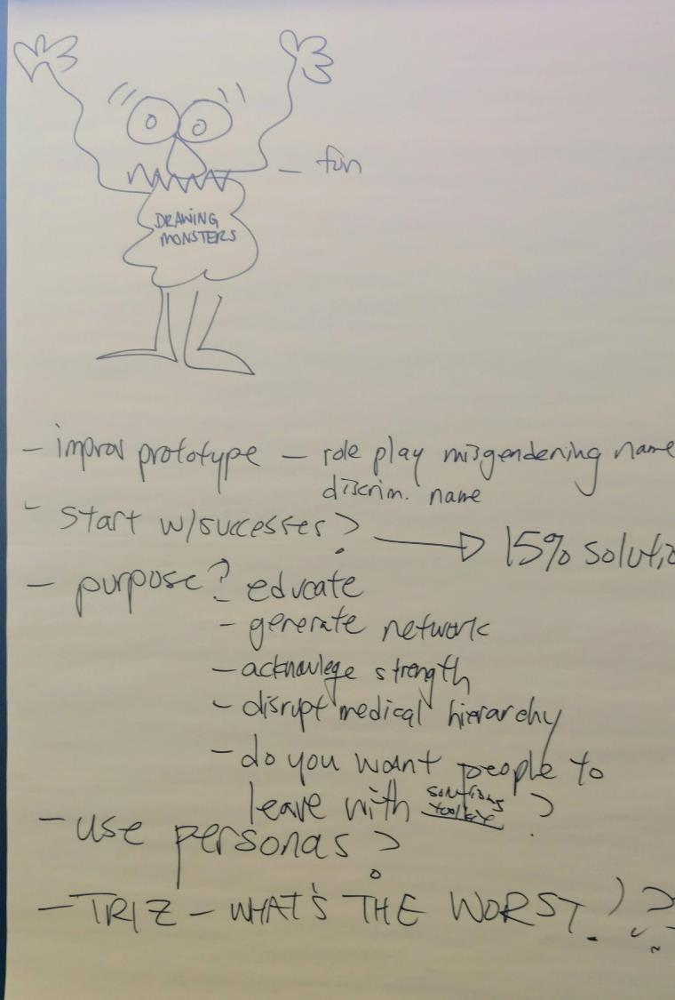 - fun
DRAWING
MONSTERS
- improv prototype - role play misgendering name
discrim. name
- start w/successes? → 15% soluti
- purpose? - educate
- generate network
- acknowlege strength
- disrupt medical hierarchy
- do you want people to
leave with solutions
toolkit ?
- use personas?
- TRIZ - WHAT'S THE WORST !?